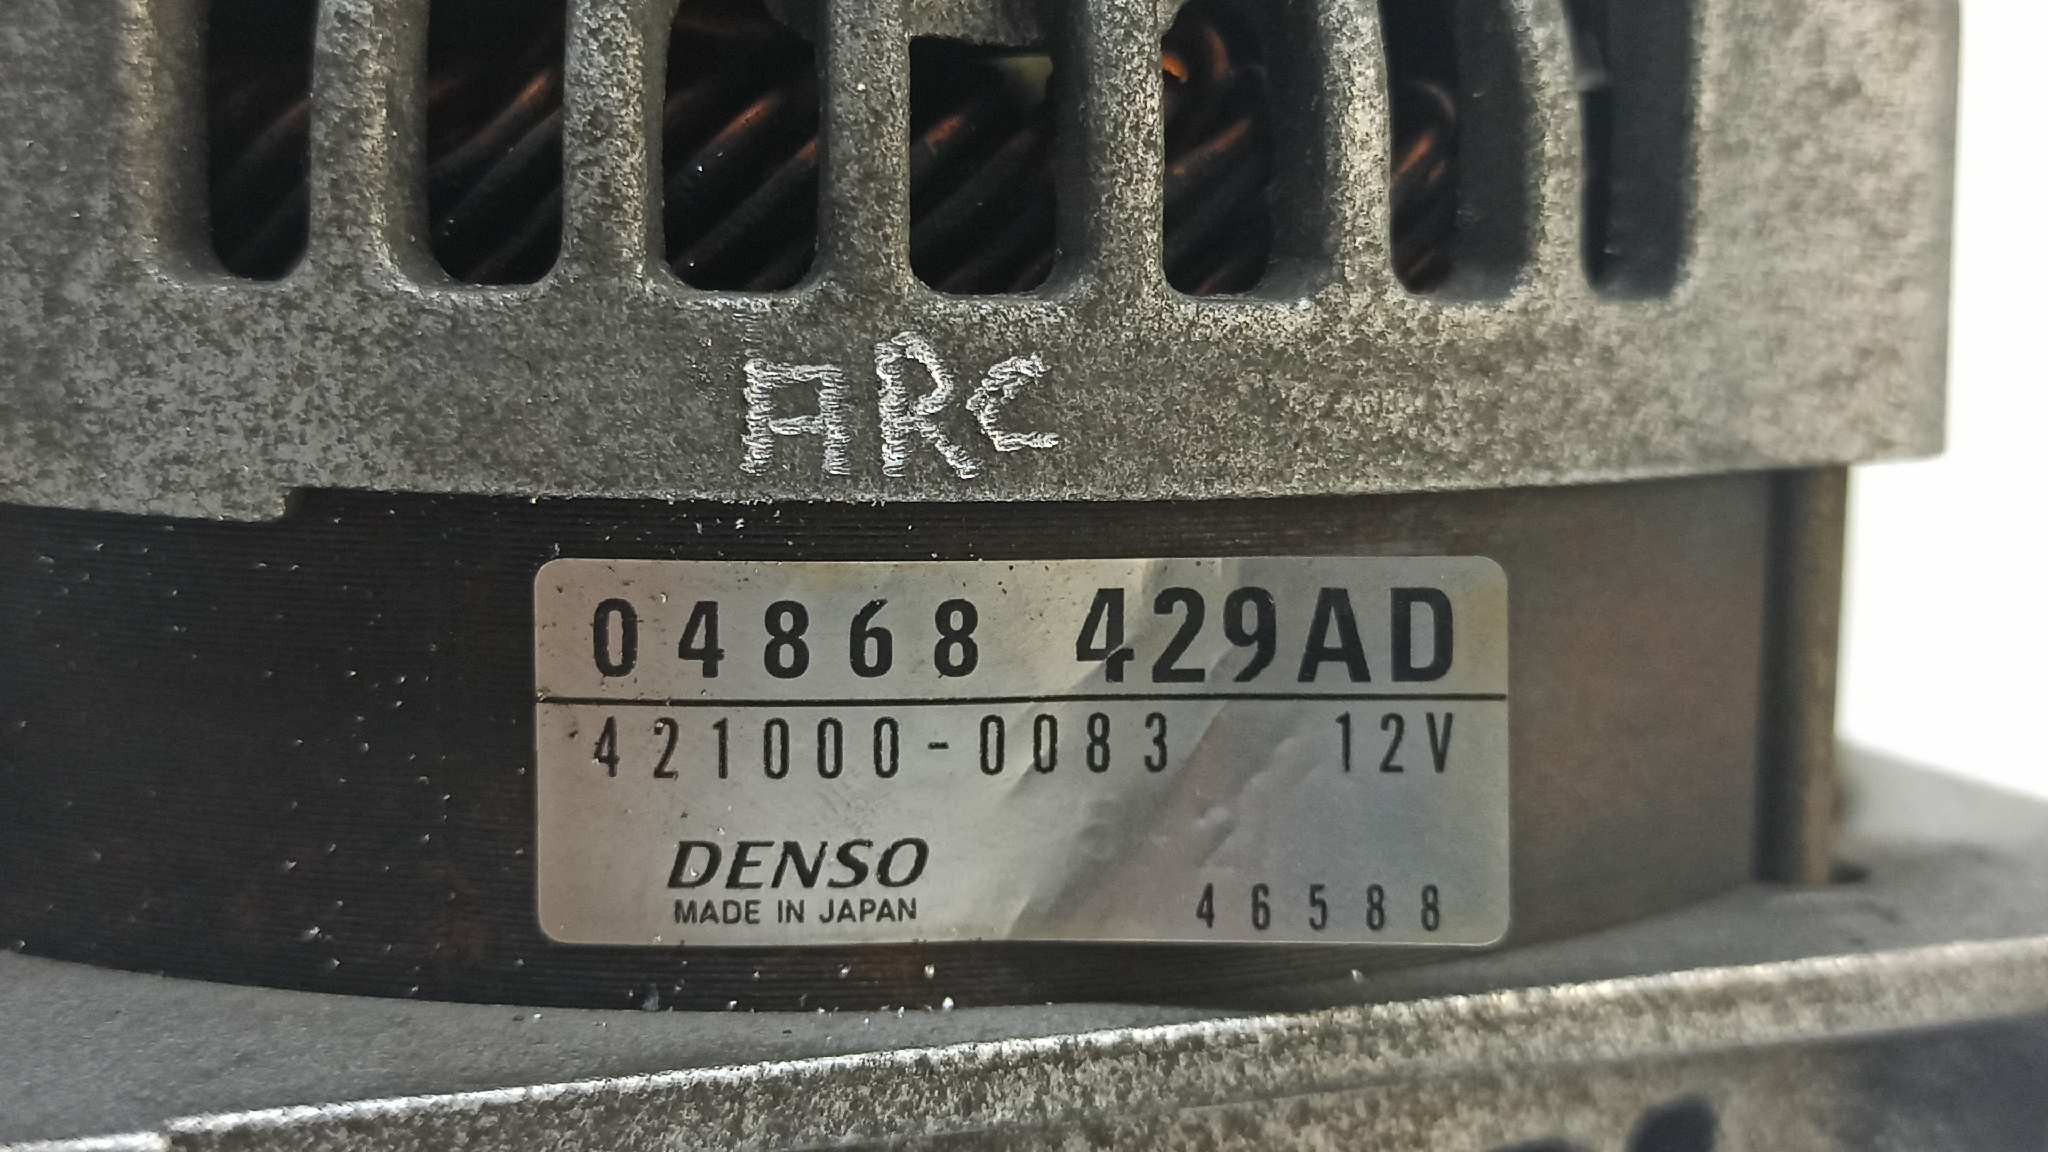 ARC
04868 429AD
421000-0083 12V
DENSO
MADE IN JAPAN
46588